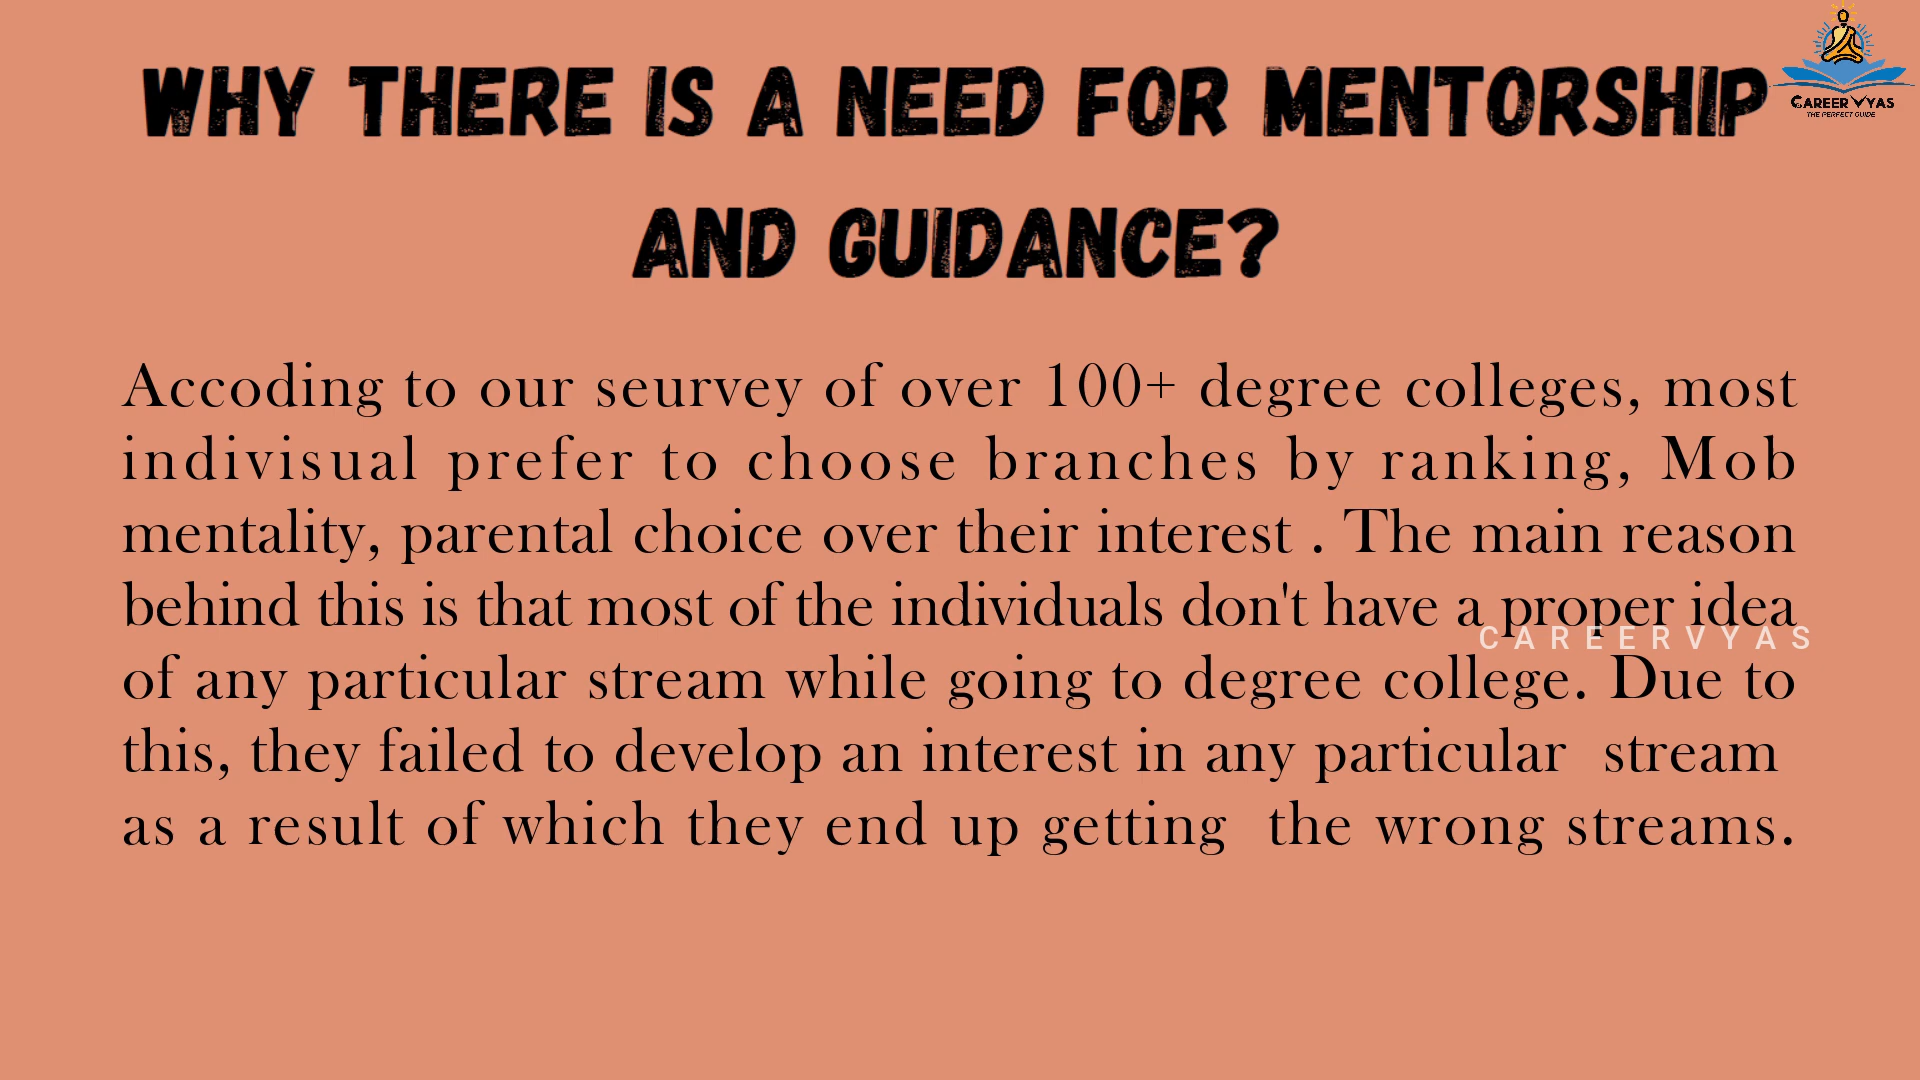 WHY THERE IS A NEED FOR MENTORSHIP
AND GUIDANCE?
CAREER VYAS
THE PERFECT GUIDE
Accoding to our seurvey of over 100+ degree colleges, most
indivisual prefer to choose branches by ranking, Mob
mentality, parental choice over their interest . The main reason
behind this is that most of the individuals don't have a proper idea
CAREERVYAS
of any particular stream while going to degree college. Due to
this, they failed to develop an interest in any particular stream
as a result of which they end up getting the wrong streams.